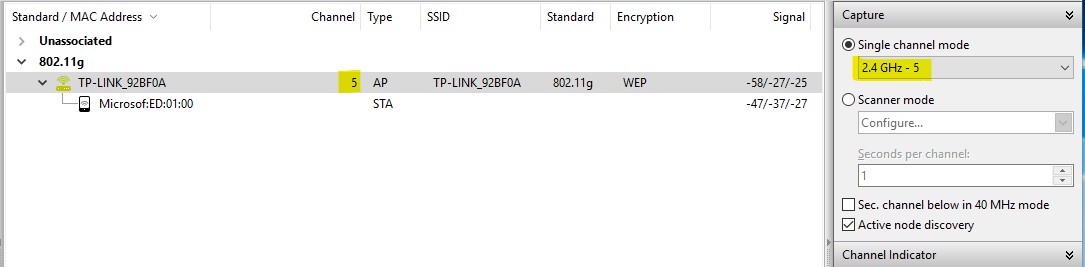 Standard / MAC Address Channel Type SSID Standard Encryption Signal
Unassociated
802.11g
TP-LINK_92BF0A 5 AP TP-LINK_92BF0A 802.11g WEP -58/-27/-25
Microsof:ED:01:00 STA -47/-37/-27
Capture
Single channel mode
2.4 GHz - 5
Scanner mode
Configure...
Seconds per channel:
1
Sec. channel below in 40 MHz mode
Active node discovery
Channel Indicator